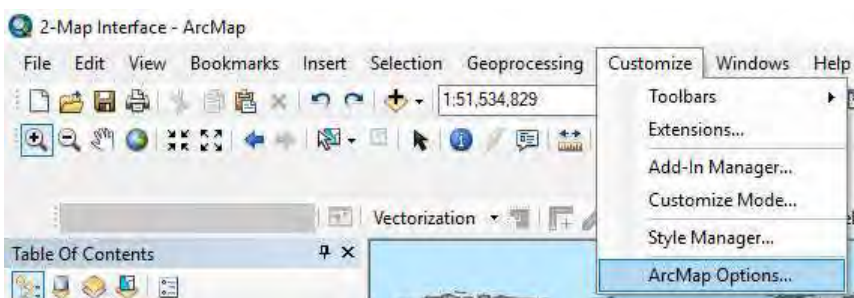 2-Map Interface - ArcMap
File Edit View Bookmarks Insert Selection Geoprocessing Customize Windows Help
1:51,534,829
Toolbars
Extensions...
Add-In Manager...
Customize Mode...
Vectorization
Style Manager...
Table Of Contents
ArcMap Options...